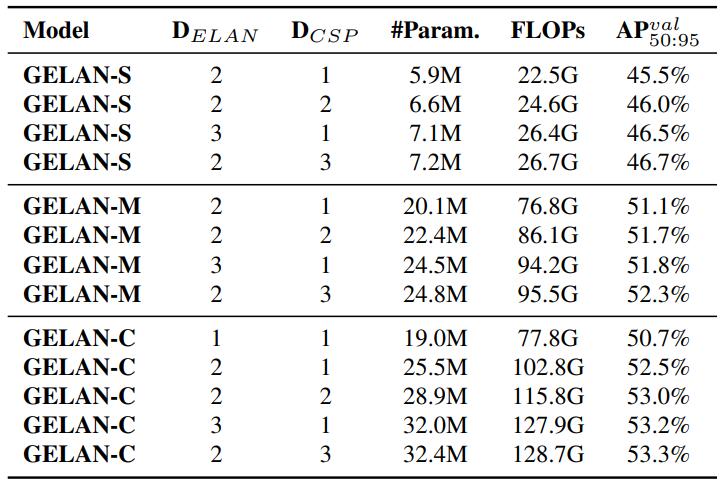 Model D_ELAN D_CSP #Param. FLOPs AP^val_50:95
GELAN-S 2 1 5.9M 22.5G 45.5%
GELAN-S 2 2 6.6M 24.6G 46.0%
GELAN-S 3 1 7.1M 26.4G 46.5%
GELAN-S 2 3 7.2M 26.7G 46.7%
GELAN-M 2 1 20.1M 76.8G 51.1%
GELAN-M 2 2 22.4M 86.1G 51.7%
GELAN-M 3 1 24.5M 94.2G 51.8%
GELAN-M 2 3 24.8M 95.5G 52.3%
GELAN-C 1 1 19.0M 77.8G 50.7%
GELAN-C 2 1 25.5M 102.8G 52.5%
GELAN-C 2 2 28.9M 115.8G 53.0%
GELAN-C 3 1 32.0M 127.9G 53.2%
GELAN-C 2 3 32.4M 128.7G 53.3%